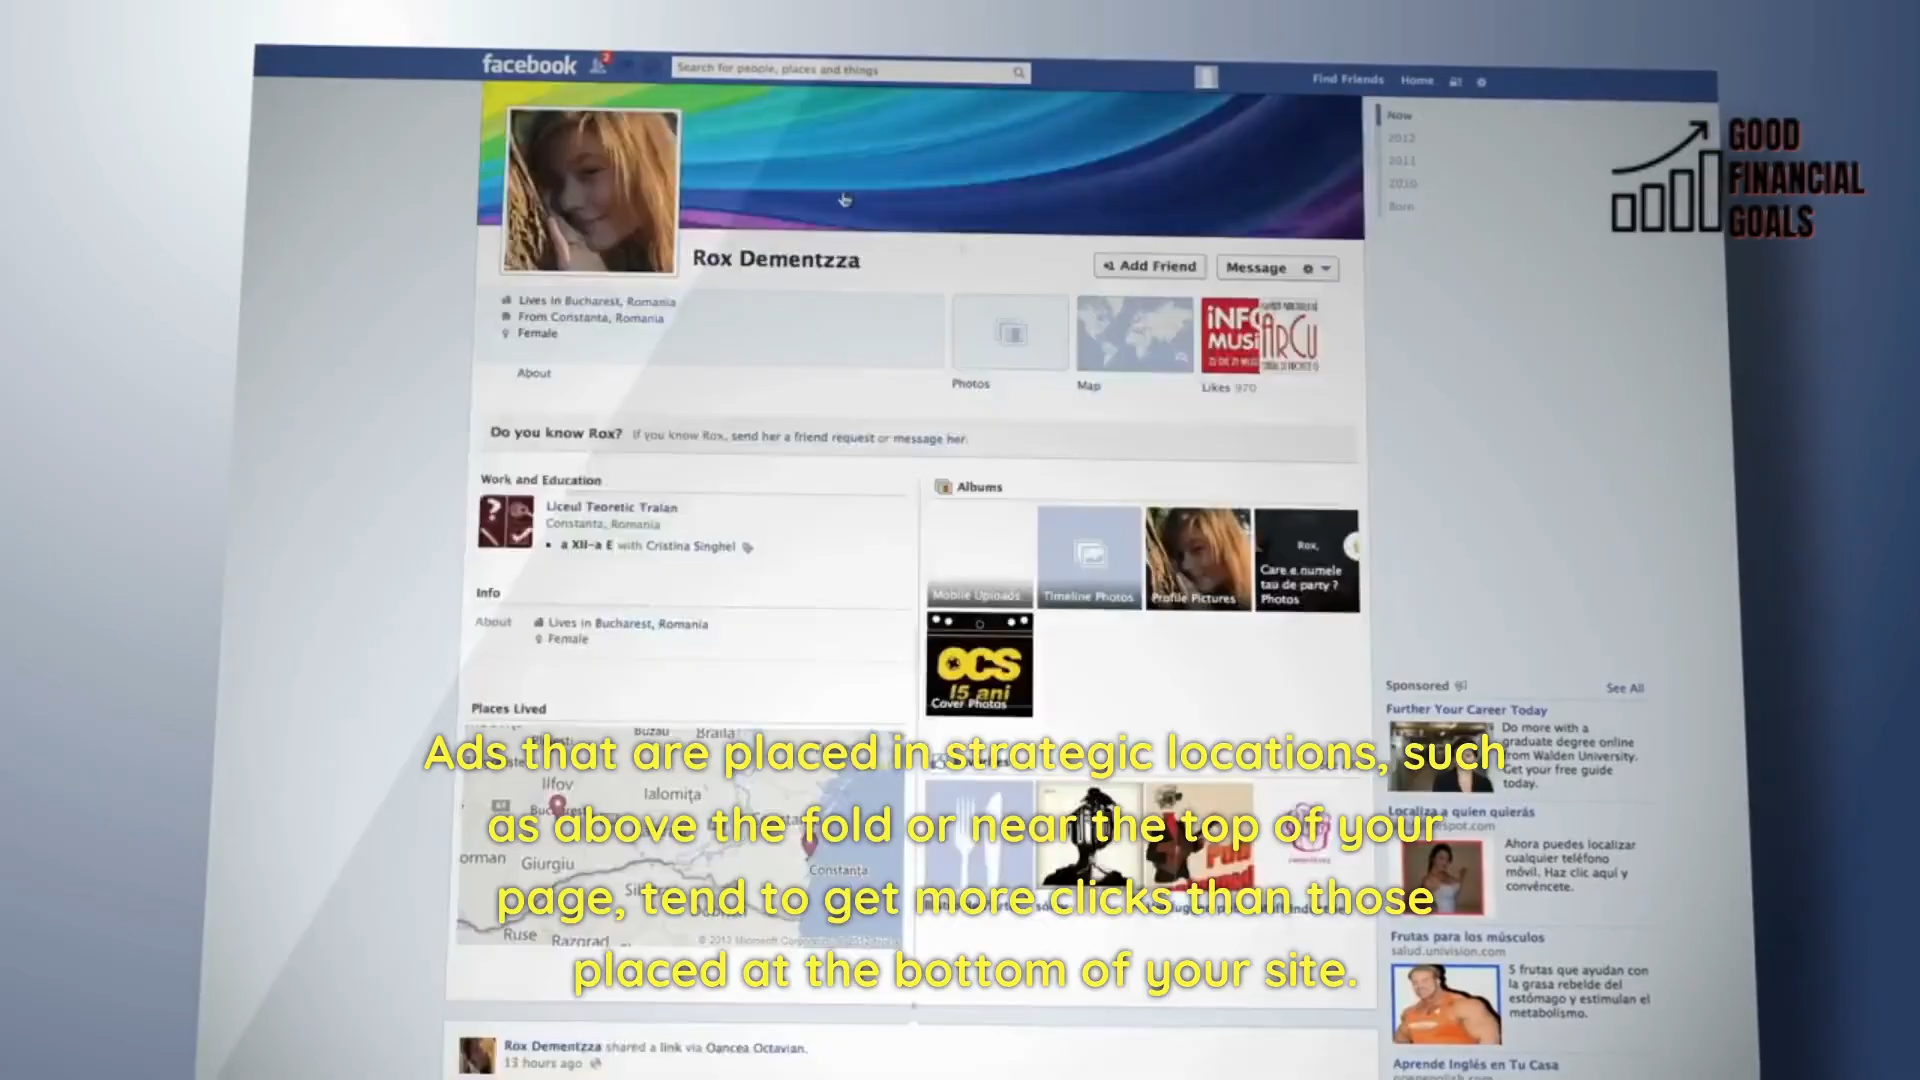 facebook
2
Search for people, places and things
Find Friends
Home
Now
2012
2011
2010
Born
GOOD
FINANCIAL
GOALS
Rox Dementzza
+1 Add Friend
Message
Lives in Bucharest, Romania
From Constanta, Romania
Female
About
Photos
Map
Likes 970
Do you know Rox? If you know Rox, send her a friend request or message her.
Work and Education
Liceul Teoretic Traian
Constanta, Romania
a XII-a E with Cristina Singhel
Info
About
Lives in Bucharest, Romania
Female
Albums
Mobile Uploads
Timeline Photos
Profile Pictures
Rox,
Care e numele
tau de party ?
Photos
OCS
15 ani
Cover Photos
Places Lived
Buzau
Braila
Ilfov
Ialomiţa
Giurgiu
Constanţa
Ruse
Razgrad
Sponsored
See All
Further Your Career Today
Do more with a
graduate degree online
from Walden University.
Get your free guide
today.
Localiza a quien quierás
Ahora puedes localizar
cualquier teléfono
móvil. Haz clic aquí y
convéncete.
Frutas para los músculos
salud.univision.com
5 frutas que ayudan con
la grasa rebelde del
estómago y estimulan el
metabolismo.
Aprende Inglés en Tu Casa
Ads that are placed in strategic locations, such
as above the fold or near the top of your
page, tend to get more clicks than those
placed at the bottom of your site.
Rox Dementzza shared a link via Oancea Octavian.
13 hours ago